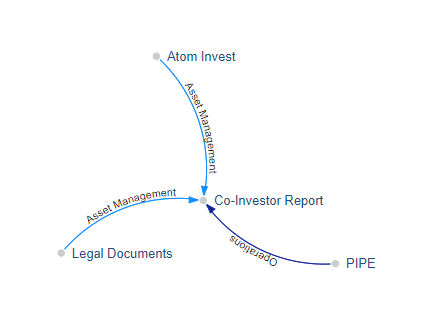 Atom Invest
Asset Management
Asset Management
Co-Investor Report
Legal Documents
Operations
PIPE